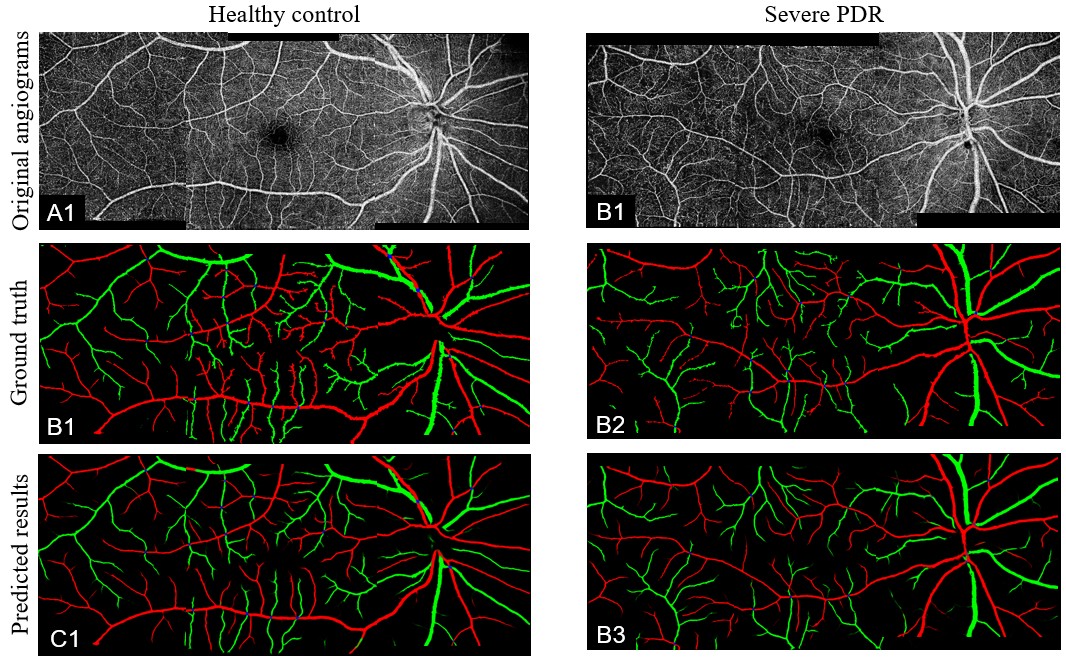 Healthy control
Severe PDR
Original angiograms
A1
B1
Ground truth
B1
B2
Predicted results
C1
B3